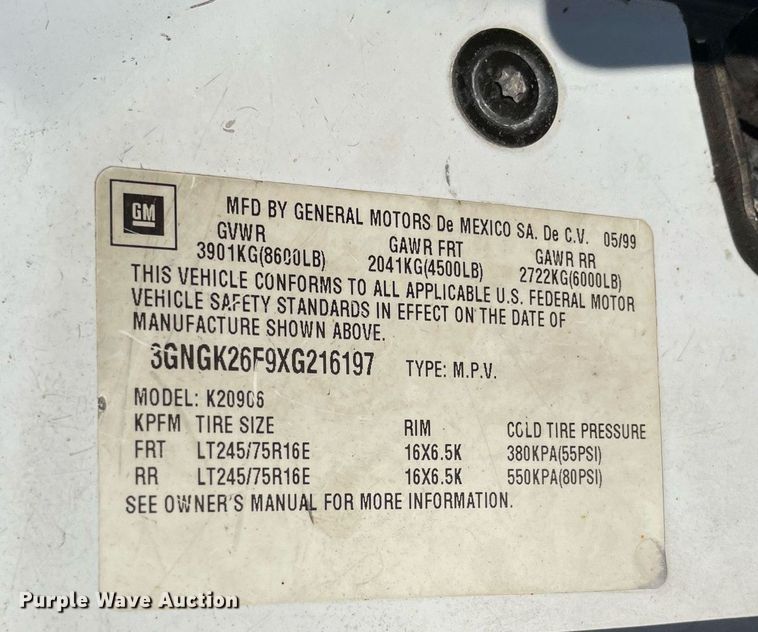 GM
MFD BY GENERAL MOTORS De MEXICO SA. De C.V. 05/99
GVWR GAWR FRT GAWR RR
3901KG(8600LB) 2041KG(4500LB) 2722KG(6000LB)
THIS VEHICLE CONFORMS TO ALL APPLICABLE U.S. FEDERAL MOTOR
VEHICLE SAFETY STANDARDS IN EFFECT ON THE DATE OF
MANUFACTURE SHOWN ABOVE.
3GNGK26F9XG216197 TYPE: M.P.V.
MODEL: K20906
KPFM TIRE SIZE RIM COLD TIRE PRESSURE
FRT LT245/75R16E 16X6.5K 380KPA(55PSI)
RR LT245/75R16E 16X6.5K 550KPA(80PSI)
SEE OWNER'S MANUAL FOR MORE INFORMATION.
Purple Wave Auction